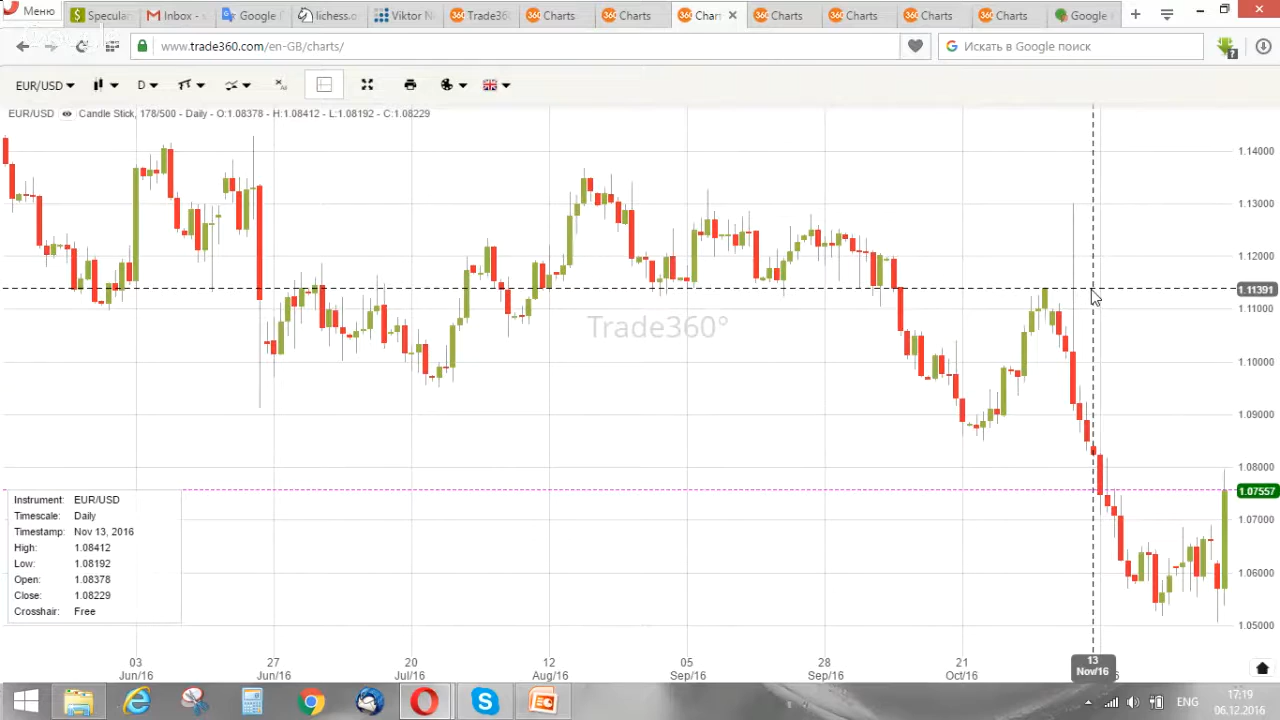 Меню
Speculan
Inbox - s
Google П
lichess.o
Viktor N
Trade36
Charts
Charts
Chart
Charts
Charts
Charts
Charts
Google
www.trade360.com/en-GB/charts/
Искать в Google поиск
7
EUR/USD
D
EUR/USD Candle Stick, 178/500 - Daily - O:1.08378 - H:1.08412 - L:1.08192 - C:1.08229
1.14000
1.13000
1.12000
1.11391
1.11000
Trade360°
1.10000
1.09000
1.08000
1.07557
1.07000
1.06000
1.05000
Instrument: EUR/USD
Timescale: Daily
Timestamp: Nov 13, 2016
High: 1.08412
Low: 1.08192
Open: 1.08378
Close: 1.08229
Crosshair: Free
03 27 20 12 05 28 21 13
Jun/16 Jun/16 Jul/16 Aug/16 Sep/16 Sep/16 Oct/16 Nov/16
ENG
17:19
06.12.2016